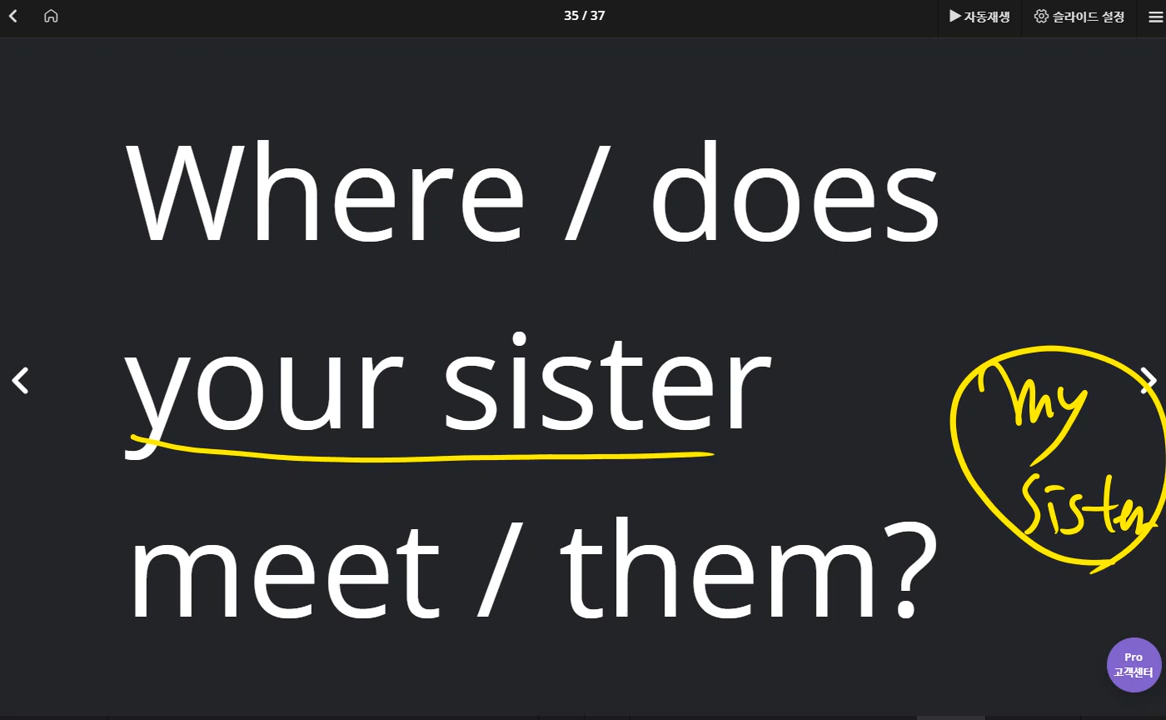 35 / 37
자동재생
슬라이드 설정
Where / does
your sister
my
sister
meet / them?
Pro
고객센터